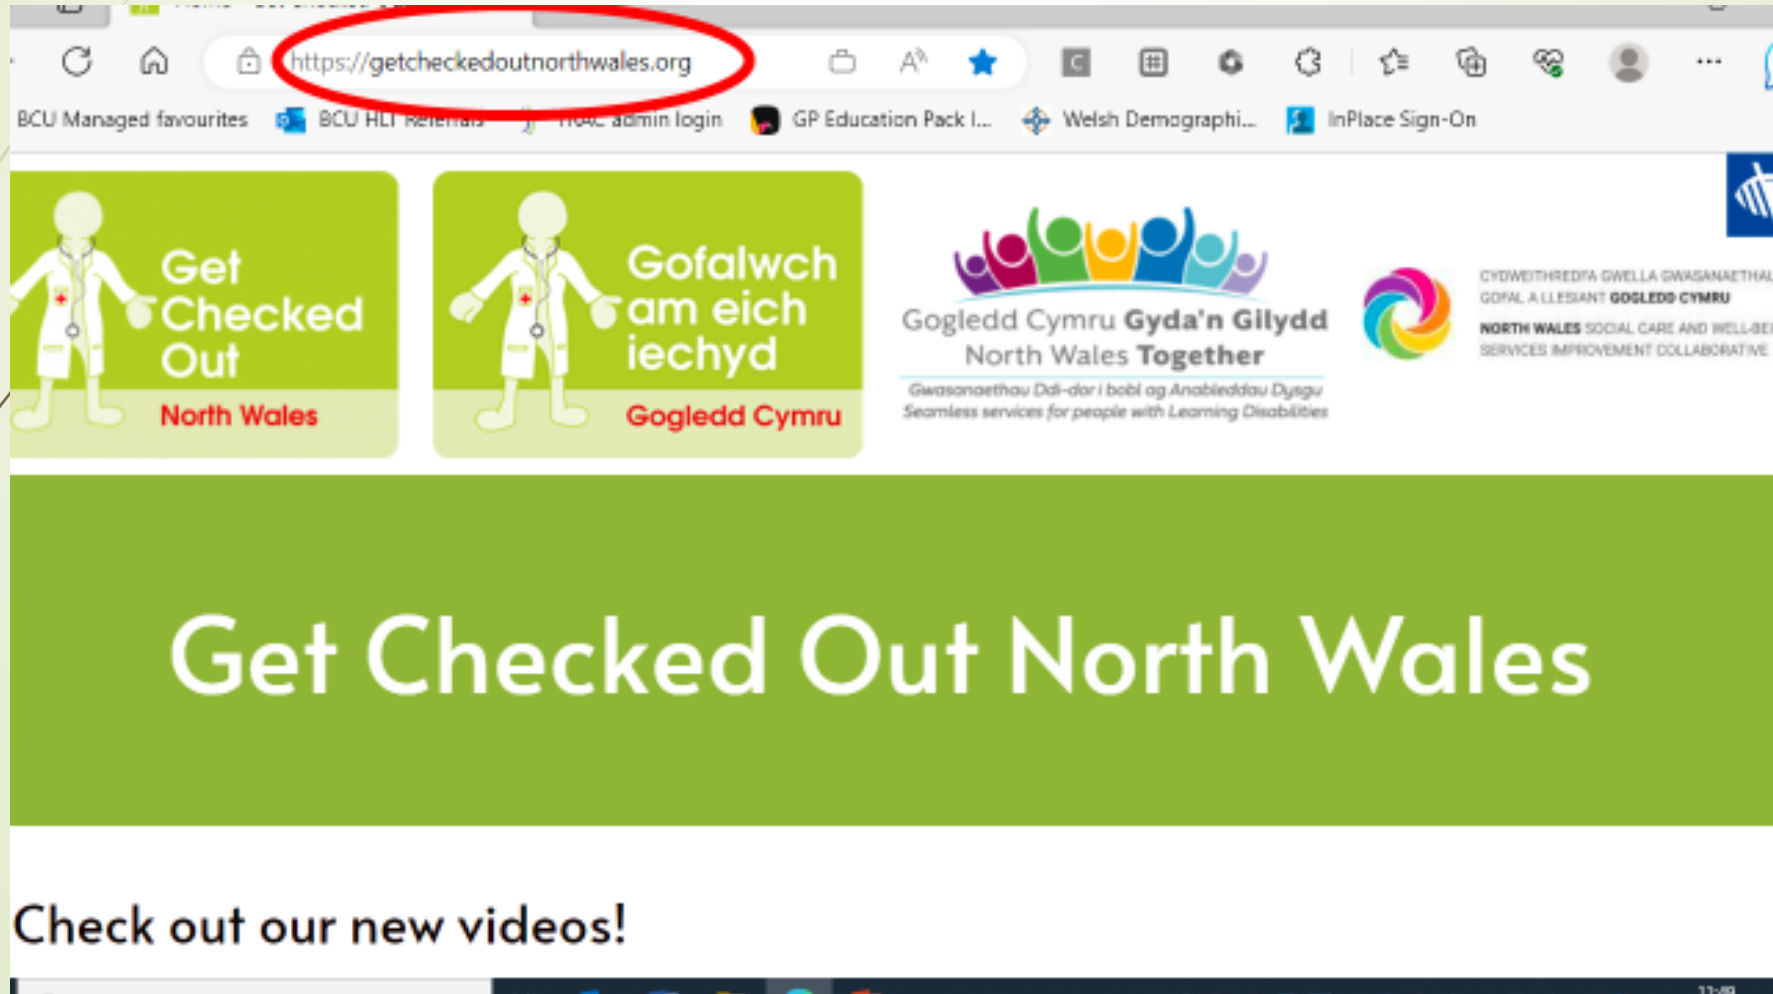 https://getcheckedoutnorthwales.org
BCU Managed favourites BCU HLT Referrals admin login GP Education Pack I... Welsh Demographi... InPlace Sign-On
Get
Checked
Out
North Wales
Gofalwch
am eich
iechyd
Gogledd Cymru
Gogledd Cymru Gyda'n Gilydd
North Wales Together
Gwasanaethau Ddi-dor i bobl ag Anableddau Dysgu
Seamless services for people with Learning Disabilities
CYDWEITHREDFA GWELLA GWASANAETHAU
GOFAL A LLESIANT GOGLEDD CYMRU
NORTH WALES SOCIAL CARE AND WELL-BEI
SERVICES IMPROVEMENT COLLABORATIVE
Get Checked Out North Wales
Check out our new videos!
11:49